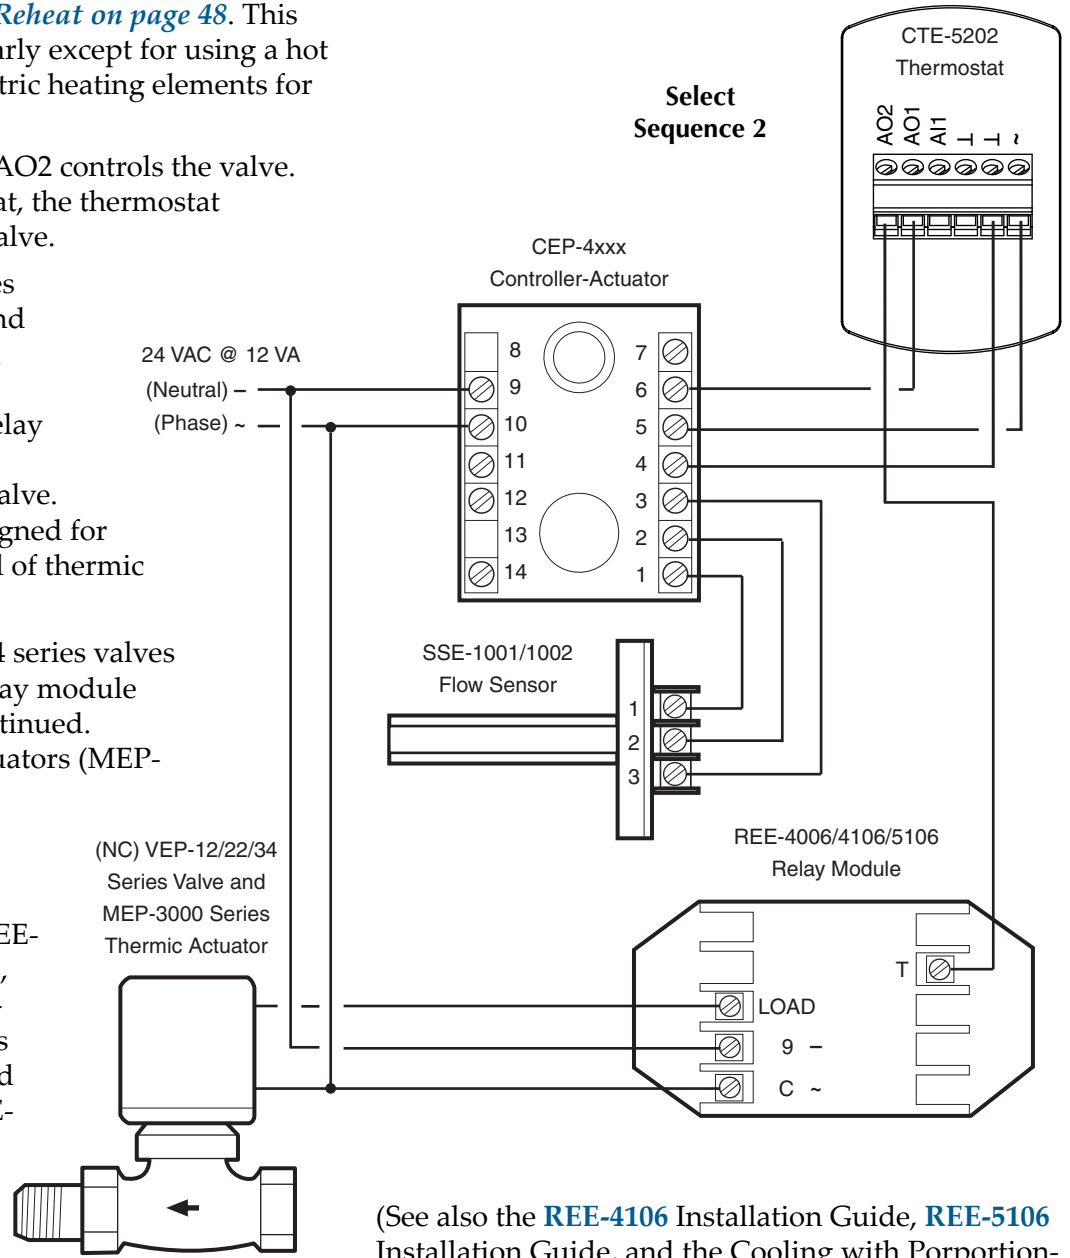 Reheat on page 48. This
arly except for using a hot
tric heating elements for
AO2 controls the valve.
at, the thermostat
alve.
es
nd
elay
alve.
gned for
l of thermic
4 series valves
ay module
tinued.
uators (MEP-
EE-
,
s
d
E-
Select
Sequence 2
CTE-5202
Thermostat
AO2 AO1 AI1 ⊥ ⊥ ~
CEP-4xxx
Controller-Actuator
8
9
10
11
12
13
14
7
6
5
4
3
2
1
24 VAC @ 12 VA
(Neutral) –
(Phase) ~
SSE-1001/1002
Flow Sensor
1
2
3
(NC) VEP-12/22/34
Series Valve and
MEP-3000 Series
Thermic Actuator
REE-4006/4106/5106
Relay Module
T
LOAD
9 –
C ~
(See also the REE-4106 Installation Guide, REE-5106
Installation Guide, and the Cooling with Porportion-